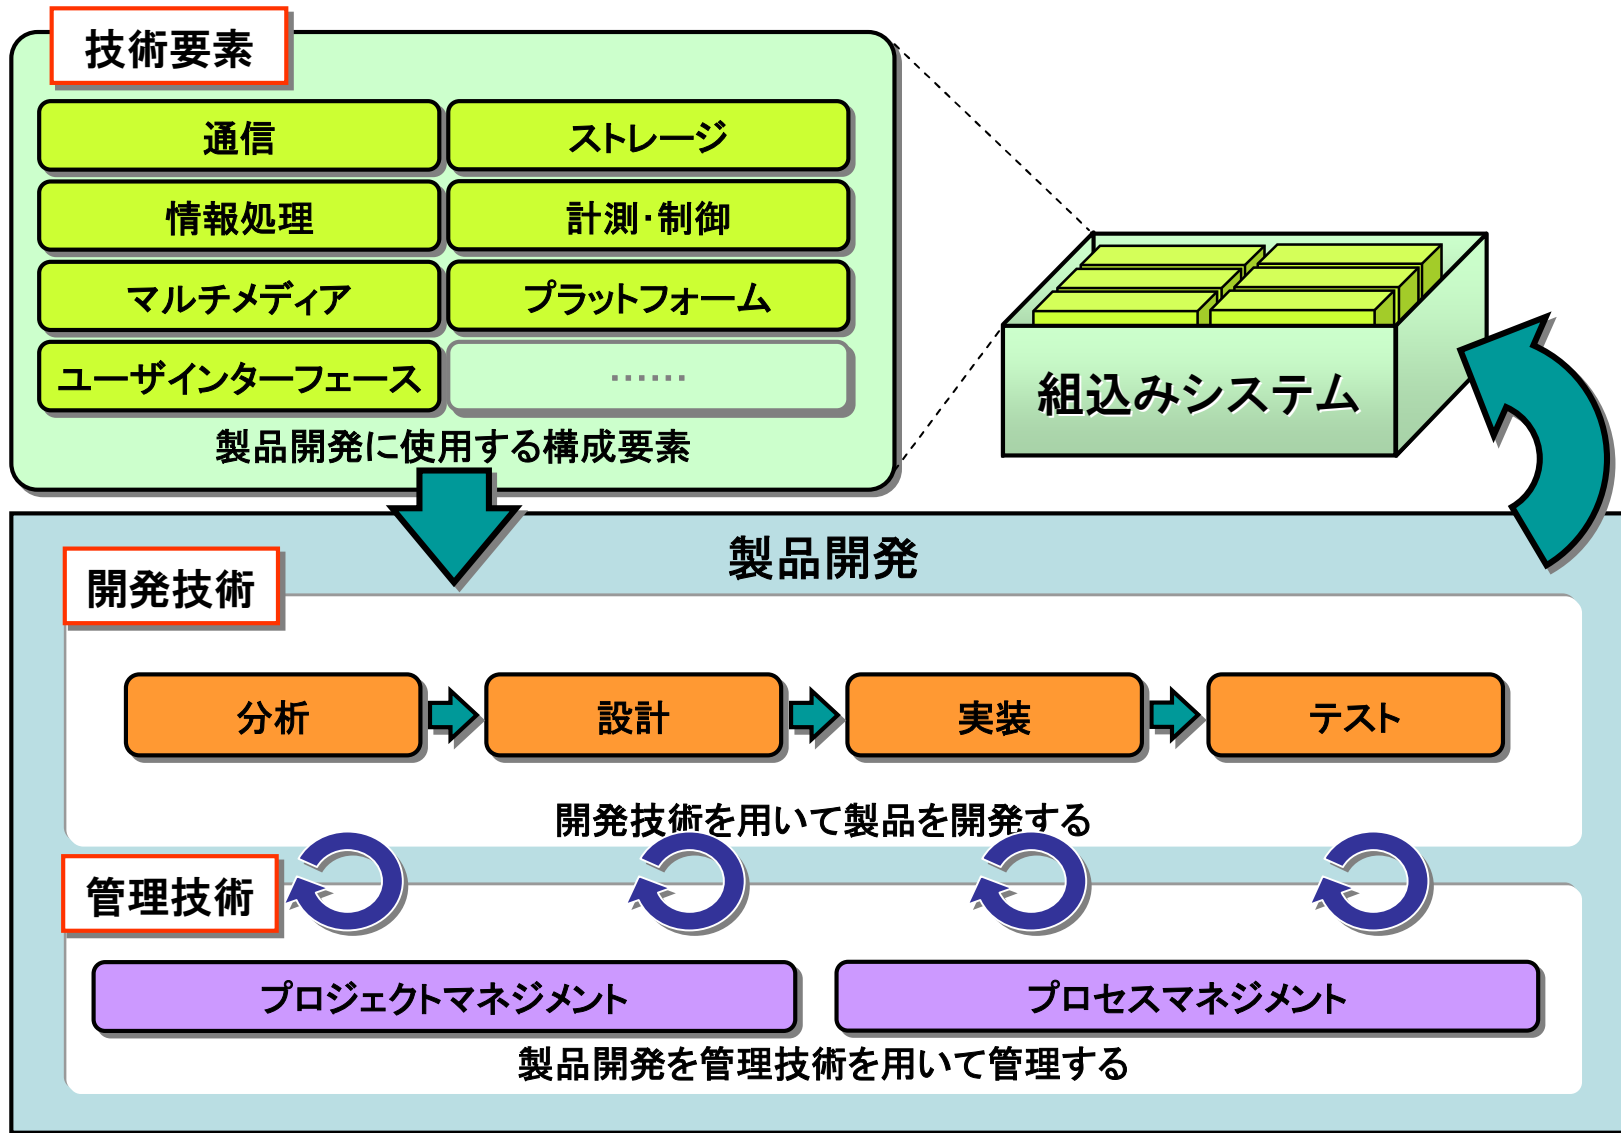 技術要素
通信
ストレージ
情報処理
計測・制御
マルチメディア
プラットフォーム
ユーザインターフェース
……
製品開発に使用する構成要素
組込みシステム
製品開発
開発技術
分析
設計
実装
テスト
開発技術を用いて製品を開発する
管理技術
プロジェクトマネジメント
プロセスマネジメント
製品開発を管理技術を用いて管理する